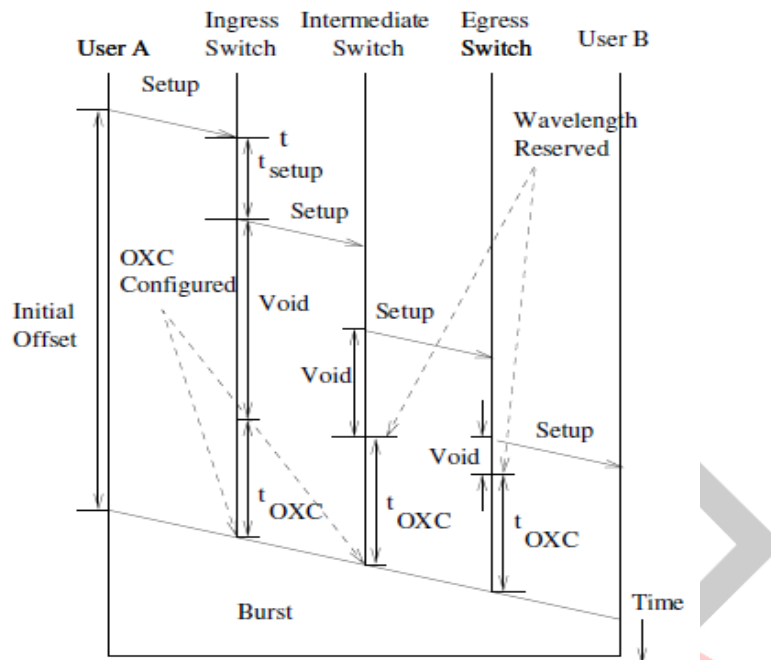 User A
Ingress
Switch
Intermediate
Switch
Egress
Switch
User B
Setup
t
t setup
Wavelength
Reserved
Setup
OXC
Configured
Void
Setup
Initial
Offset
Void
Setup
Void
t OXC
t OXC
t OXC
Burst
Time